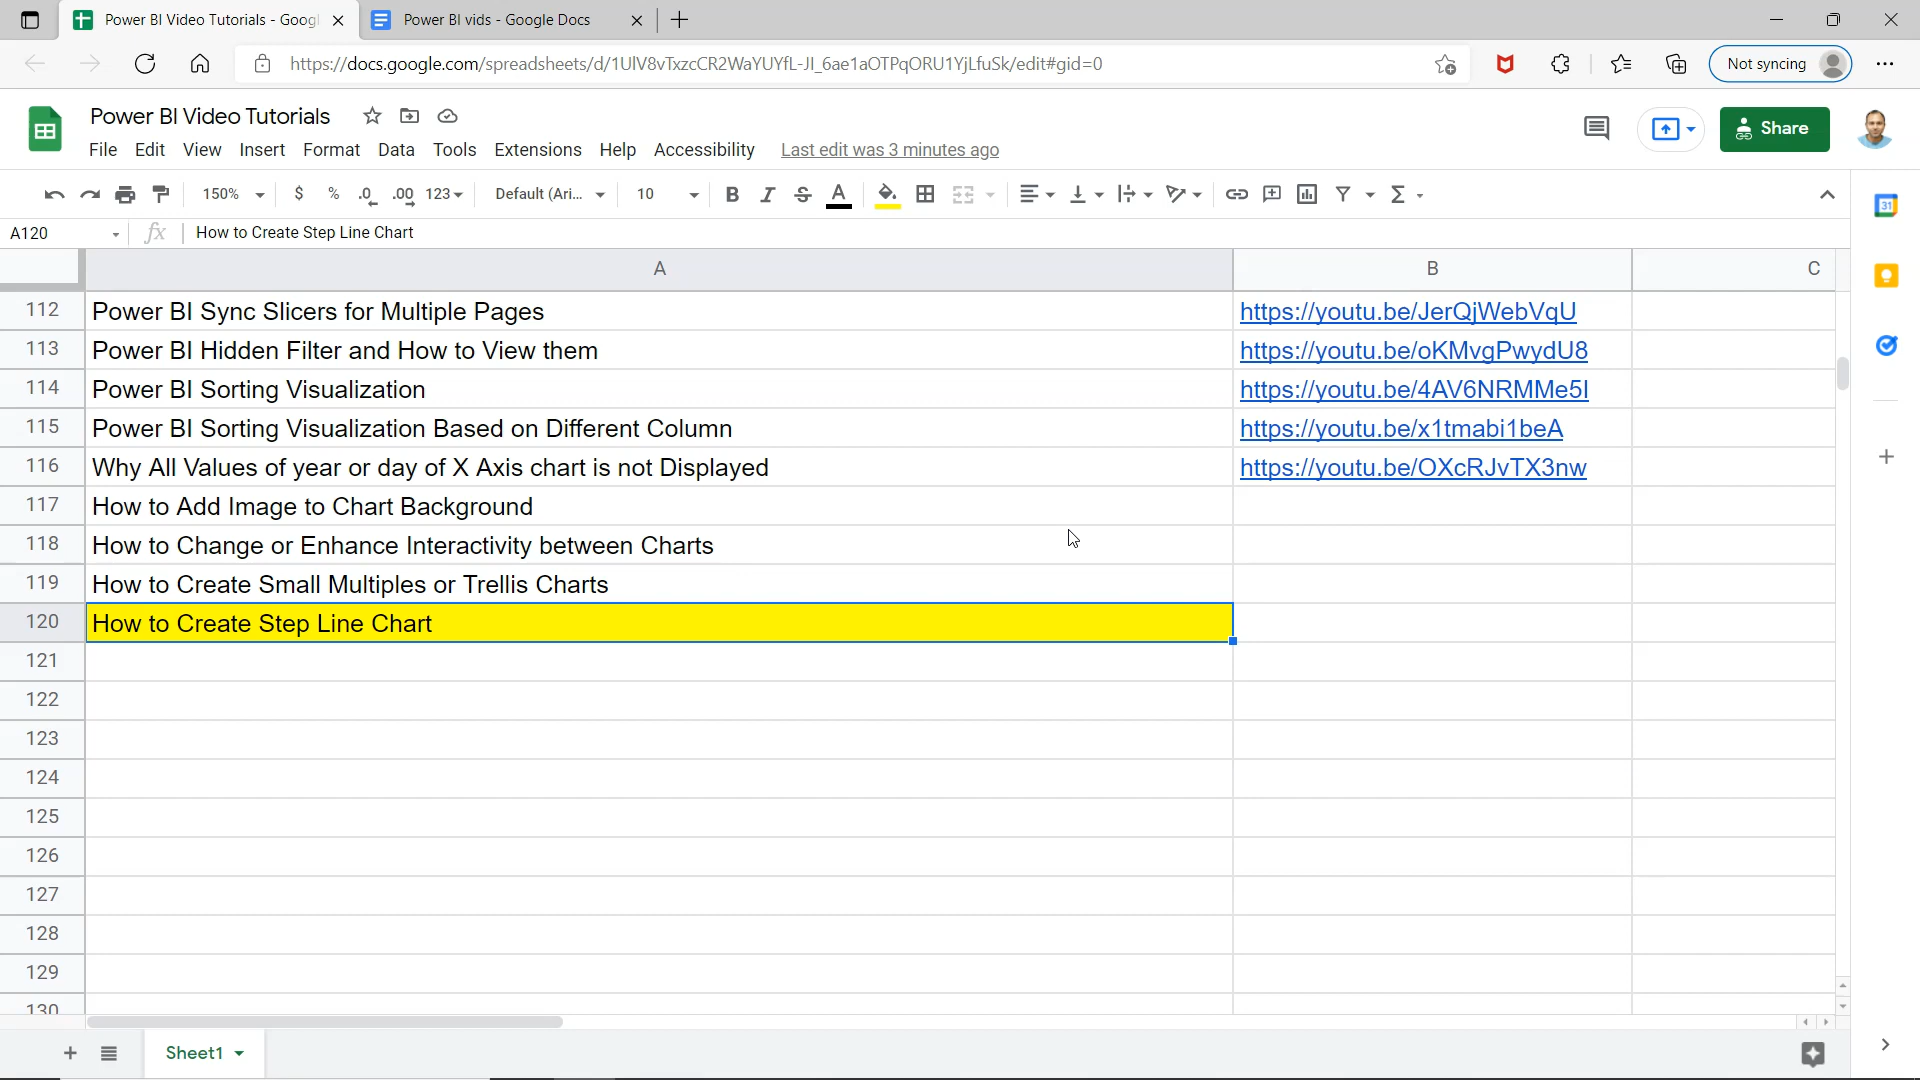 Power BI Video Tutorials - Googl
Power BI vids - Google Docs
https://docs.google.com/spreadsheets/d/1UlV8vTxzcCR2WaYUYfL-JI_6ae1aOTPqORU1YjLfuSk/edit#gid=0
Not syncing
Power BI Video Tutorials
File Edit View Insert Format Data Tools Extensions Help Accessibility Last edit was 3 minutes ago
Share
150% $ % .0 .00 123 Default (Ari... 10 B I S A Σ
31
A120 fx How to Create Step Line Chart
A B C
112 Power BI Sync Slicers for Multiple Pages https://youtu.be/JerQjWebVqU
113 Power BI Hidden Filter and How to View them https://youtu.be/oKMvgPwydU8
114 Power BI Sorting Visualization https://youtu.be/4AV6NRMMe5I
115 Power BI Sorting Visualization Based on Different Column https://youtu.be/x1tmabi1beA
116 Why All Values of year or day of X Axis chart is not Displayed https://youtu.be/OXcRJvTX3nw
117 How to Add Image to Chart Background
118 How to Change or Enhance Interactivity between Charts
119 How to Create Small Multiples or Trellis Charts
120 How to Create Step Line Chart
121
122
123
124
125
126
127
128
129
130
Sheet1